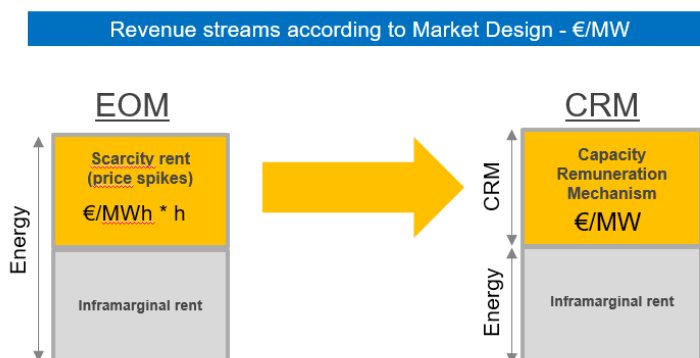 Revenue streams according to Market Design - €/MW
EOM
CRM
Energy
Scarcity rent
(price spikes)
€/MWh * h
Inframarginal rent
CRM
Energy
Capacity
Remuneration
Mechanism
€/MW
Inframarginal rent